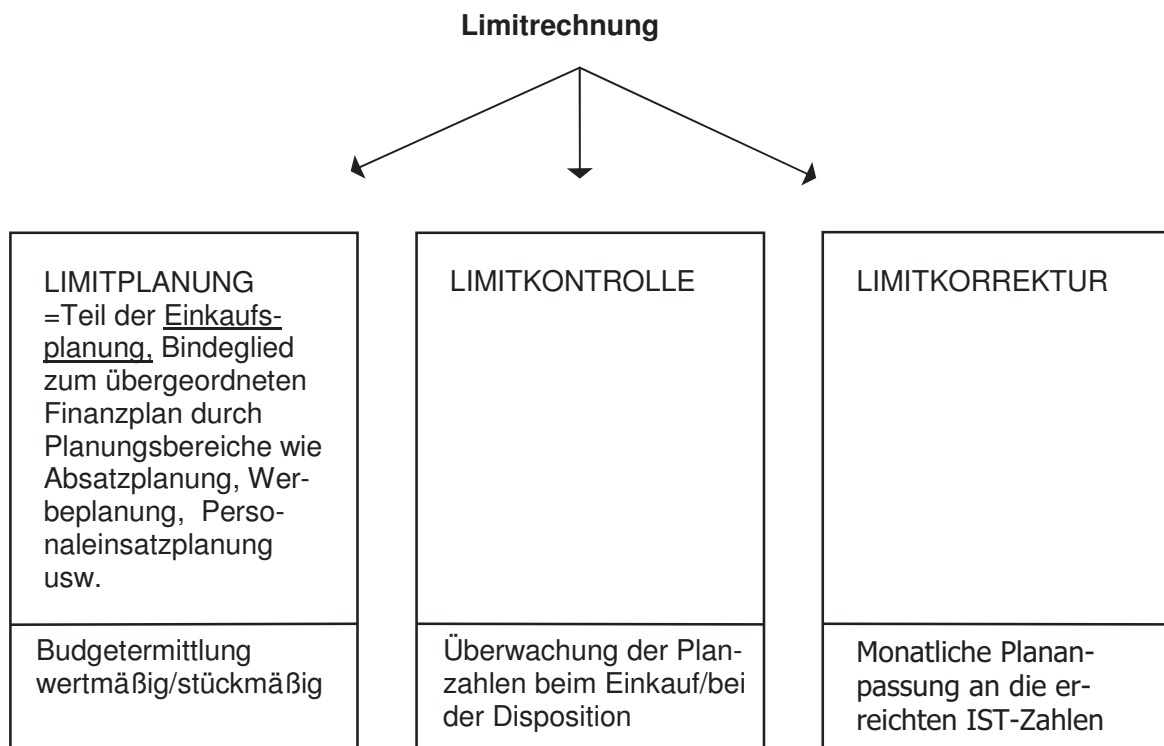 Limitrechnung
LIMITPLANUNG
=Teil der Einkaufs-
planung, Bindeglied
zum übergeordneten
Finanzplan durch
Planungsbereiche wie
Absatzplanung, Wer-
beplanung, Perso-
naleinsatzplanung
usw.
Budgetermittlung
wertmäßig/stückmäßig
LIMITKONTROLLE
Überwachung der Plan-
zahlen beim Einkauf/bei
der Disposition
LIMITKORREKTUR
Monatliche Planan-
passung an die er-
reichten IST-Zahlen